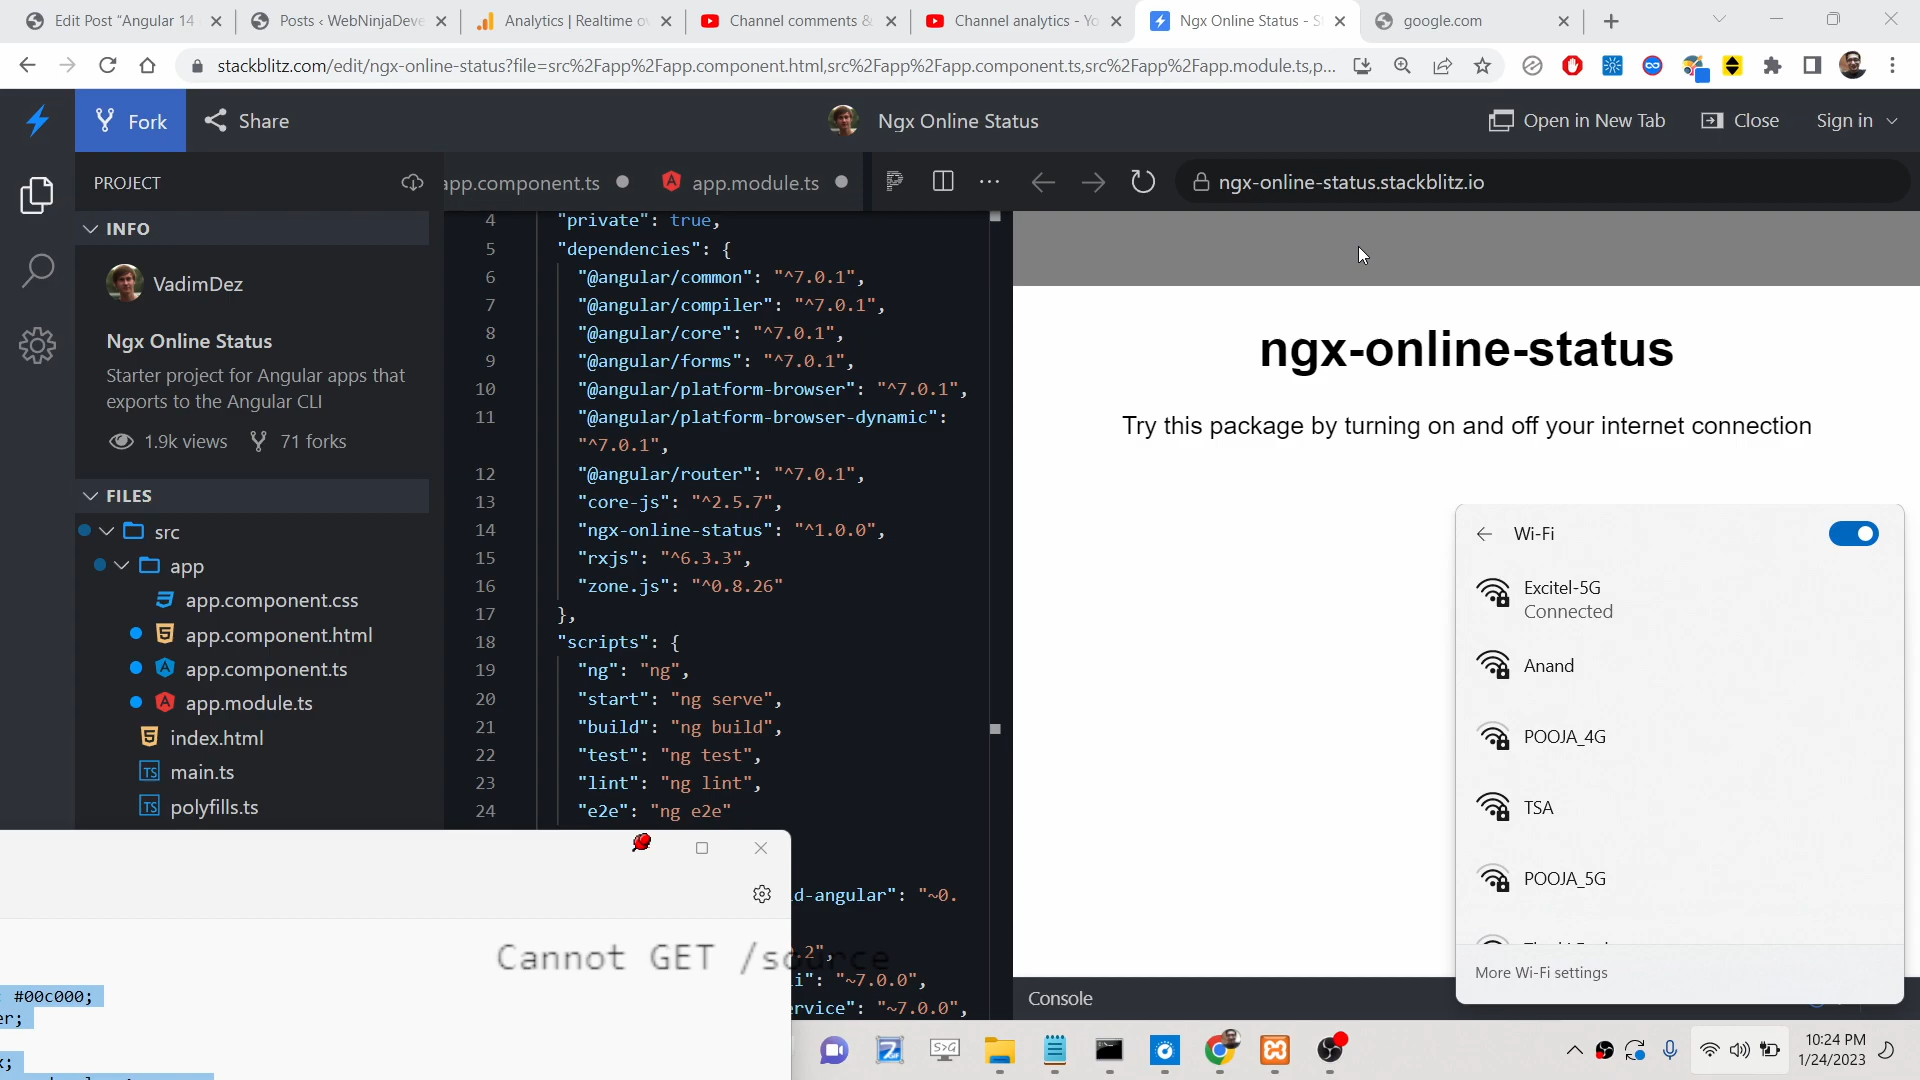 Edit Post “Angular 14
Posts ‹ WebNinjaDeve
Analytics | Realtime o
Channel comments &
Channel analytics - Yo
Ngx Online Status - S
google.com
stackblitz.com/edit/ngx-online-status?file=src%2Fapp%2Fapp.component.html,src%2Fapp%2Fapp.component.ts,src%2Fapp%2Fapp.module.ts,p...
Fork
Share
Ngx Online Status
Open in New Tab
Close
Sign in
PROJECT
INFO
VadimDez
Ngx Online Status
Starter project for Angular apps that
exports to the Angular CLI
1.9k views
71 forks
FILES
src
app
app.component.css
app.component.html
app.component.ts
app.module.ts
index.html
main.ts
polyfills.ts
app.component.ts
app.module.ts
4 "private": true,
5 "dependencies": {
6 "@angular/common": "^7.0.1",
7 "@angular/compiler": "^7.0.1",
8 "@angular/core": "^7.0.1",
9 "@angular/forms": "^7.0.1",
10 "@angular/platform-browser": "^7.0.1",
11 "@angular/platform-browser-dynamic":
"^7.0.1",
12 "@angular/router": "^7.0.1",
13 "core-js": "^2.5.7",
14 "ngx-online-status": "^1.0.0",
15 "rxjs": "^6.3.3",
16 "zone.js": "^0.8.26"
17 },
18 "scripts": {
19 "ng": "ng",
20 "start": "ng serve",
21 "build": "ng build",
22 "test": "ng test",
23 "lint": "ng lint",
24 "e2e": "ng e2e"
d-angular": "~0.
.2",
i": "~7.0.0",
rvice": "~7.0.0",
Cannot GET /source
: #00c000;
er;
x;
ngx-online-status.stackblitz.io
ngx-online-status
Try this package by turning on and off your internet connection
Console
Wi-Fi
Excitel-5G
Connected
Anand
POOJA_4G
TSA
POOJA_5G
More Wi-Fi settings
10:24 PM
1/24/2023